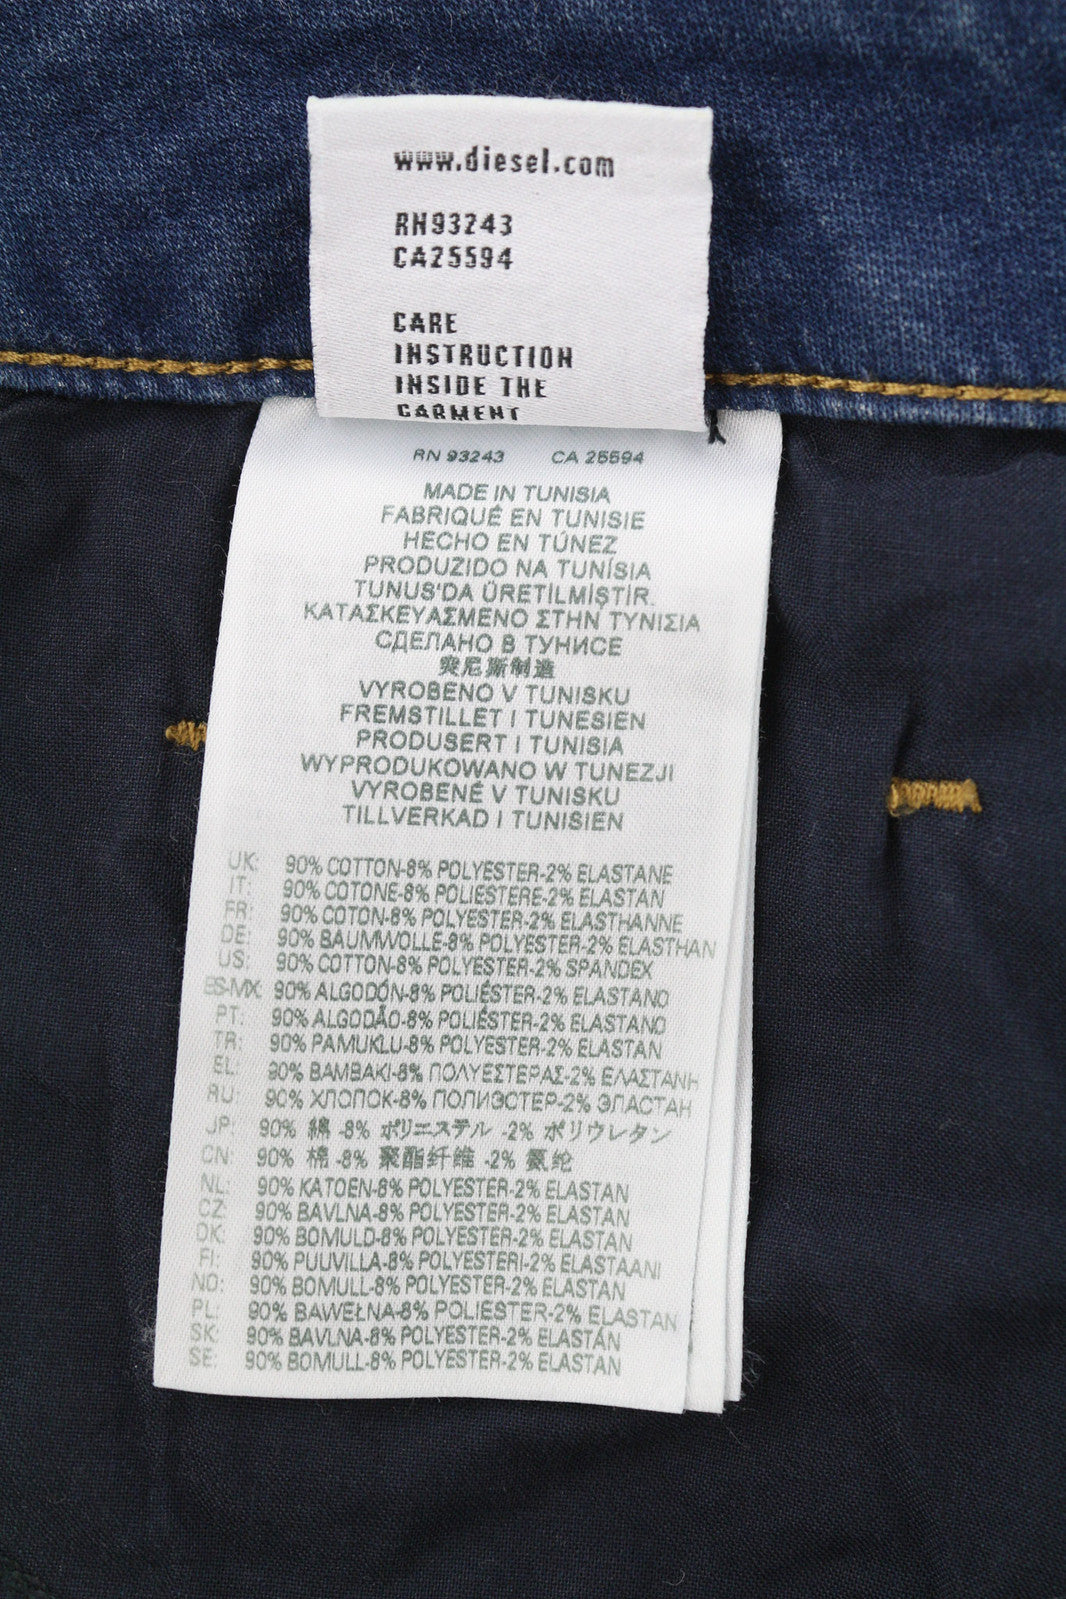 www.diesel.com
RN93243
CA25594
CARE
INSTRUCTION
INSIDE THE
GARMENT
RN 93243 CA 25594
MADE IN TUNISIA
FABRIQUÉ EN TUNISIE
HECHO EN TÚNEZ
PRODUZIDO NA TUNÍSIA
TUNUS'DA ÜRETİLMİŞTİR.
ΚΑΤΑΣΚΕΥΑΣΜΕΝΟ ΣΤΗΝ ΤΥΝΙΣΙΑ
СДЕЛАНО В ТУНИСЕ
突尼斯制造
VYROBENO V TUNISKU
FREMSTILLET I TUNESIEN
PRODUSERT I TUNISIA
WYPRODUKOWANO W TUNEZJI
VYROBENÉ V TUNISKU
TILLVERKAD I TUNISIEN
UK: 90% COTTON-8% POLYESTER-2% ELASTANE
IT: 90% COTONE-8% POLIESTERE-2% ELASTAN
FR: 90% COTON-8% POLYESTER-2% ELASTHANNE
DE: 90% BAUMWOLLE-8% POLYESTER-2% ELASTHAN
US: 90% COTTON-8% POLYESTER-2% SPANDEX
ES-MX: 90% ALGODÓN-8% POLIÉSTER-2% ELASTANO
PT: 90% ALGODÃO-8% POLIÉSTER-2% ELASTANO
TR: 90% PAMUKLU-8% POLYESTER-2% ELASTAN
EL: 90% ΒΑΜΒΑΚΙ-8% ΠΟΛΥΕΣΤΕΡΑΣ-2% ΕΛΑΣΤΑΝΗ
RU: 90% ХЛОПОК-8% ПОЛИЭСТЕР-2% ЭЛАСТАН
JP: 90% 綿 -8% ポリエステル -2% ポリウレタン
CN: 90% 棉 -8% 聚酯纤维 -2% 氨纶
NL: 90% KATOEN-8% POLYESTER-2% ELASTAN
CZ: 90% BAVLNA-8% POLYESTER-2% ELASTAN
DK: 90% BOMULD-8% POLYESTER-2% ELASTAN
FI: 90% PUUVILLA-8% POLYESTERI-2% ELASTAANI
NO: 90% BOMULL-8% POLYESTER-2% ELASTAN
PL: 90% BAWEŁNA-8% POLIESTER-2% ELASTAN
SK: 90% BAVLNA-8% POLYESTER-2% ELASTÁN
SE: 90% BOMULL-8% POLYESTER-2% ELASTAN